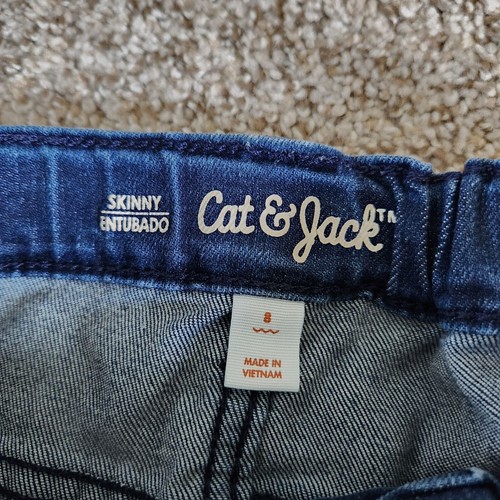 SKINNY
ENTUBADO
Cat & Jack™
8
MADE IN
VIETNAM